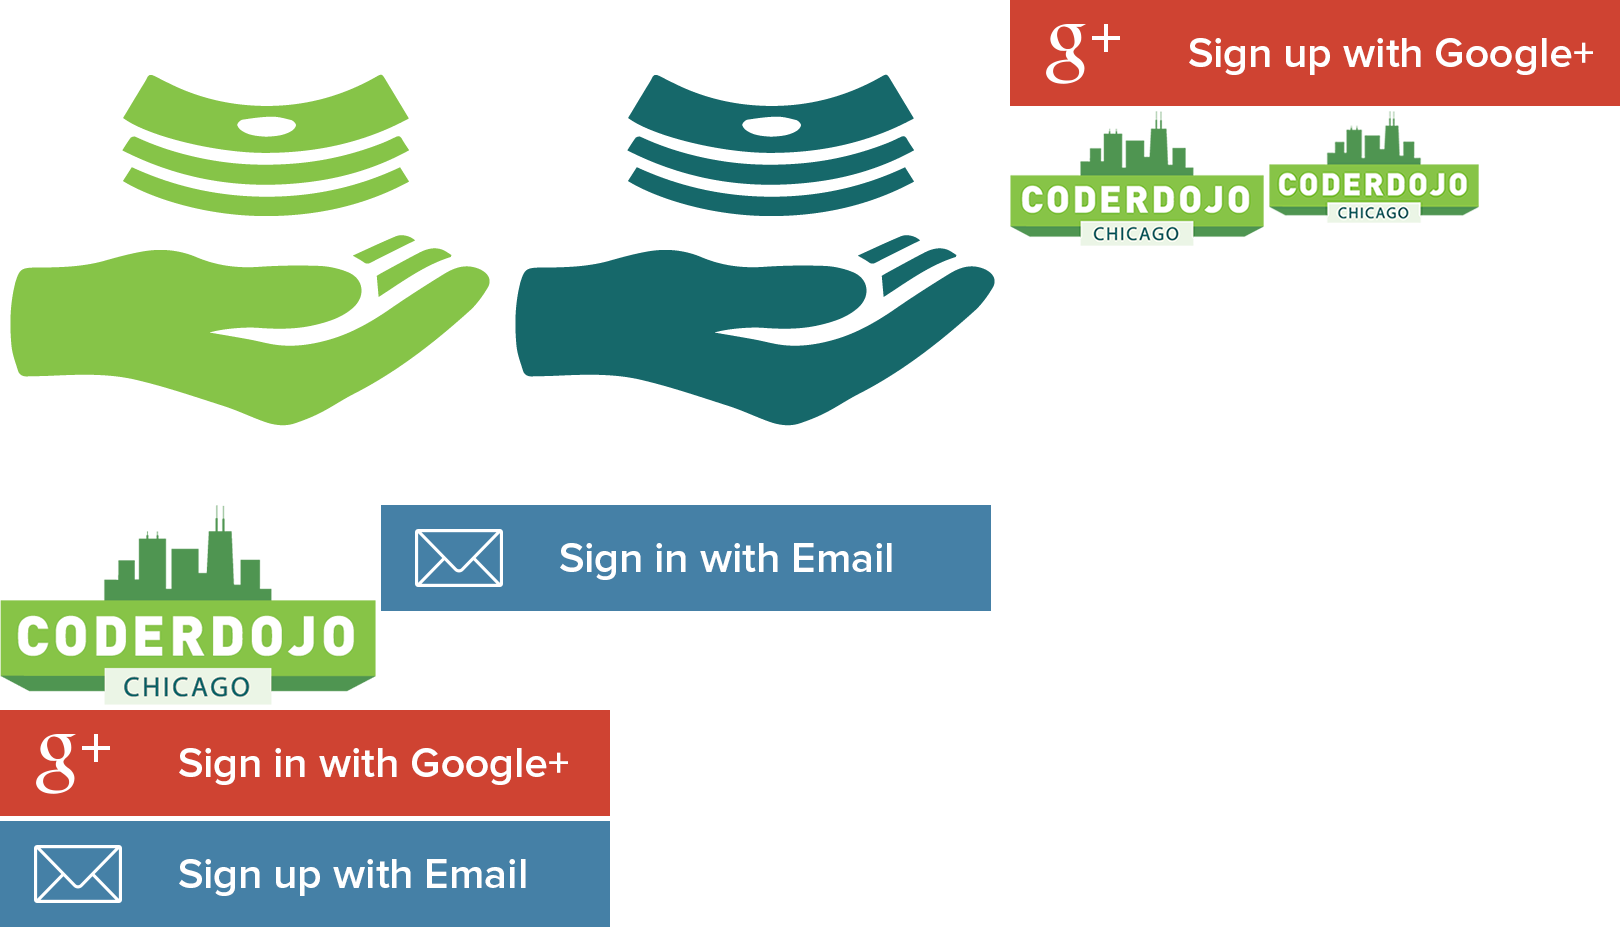 g+ Sign up with Google+
CODERDOJO
CHICAGO
CODERDOJO
CHICAGO
Sign in with Email
CODERDOJO
CHICAGO
g+ Sign in with Google+
Sign up with Email